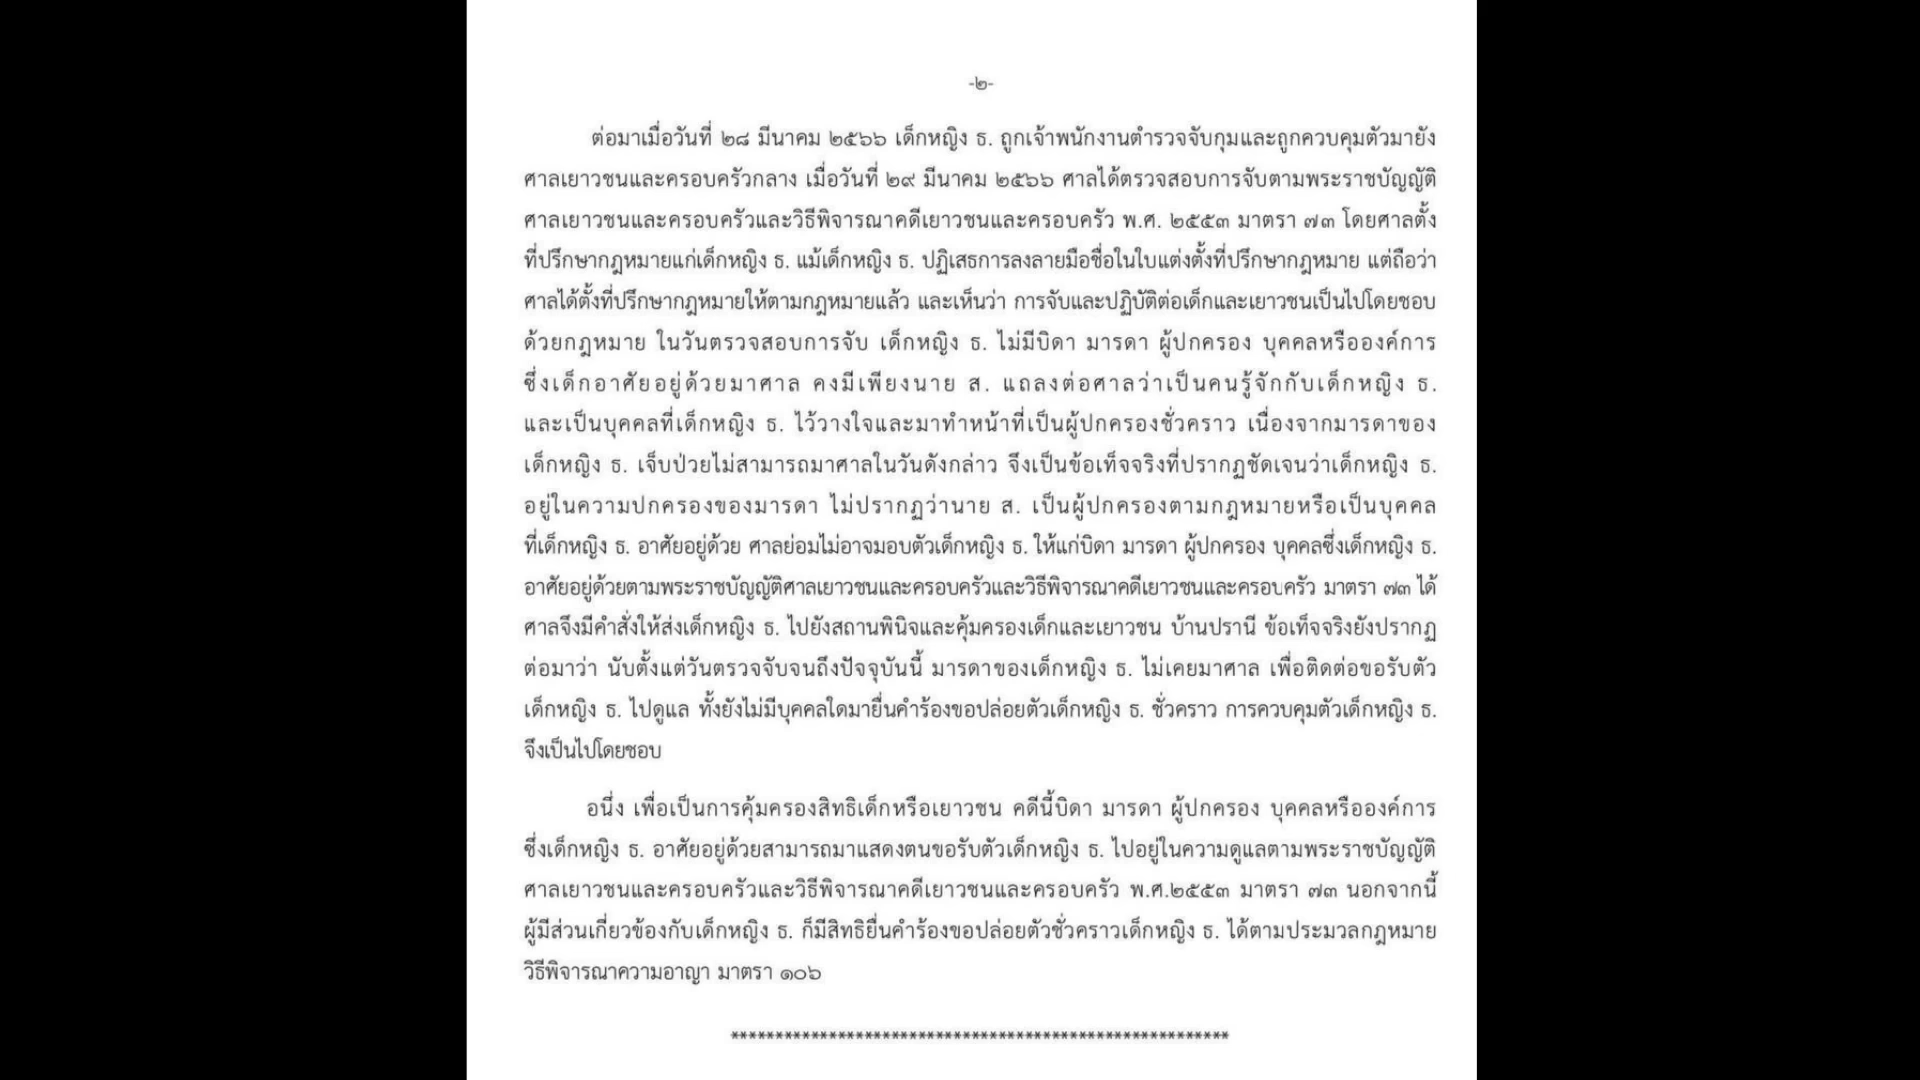 -๒-
ต่อมาเมื่อวันที่ ๒๘ มีนาคม ๒๕๖๖ เด็กหญิง ธ. ถูกเจ้าพนักงานตำรวจจับกุมและถูกควบคุมตัวมายัง
ศาลเยาวชนและครอบครัวกลาง เมื่อวันที่ ๒๙ มีนาคม ๒๕๖๖ ศาลได้ตรวจสอบการจับตามพระราชบัญญัติ
ศาลเยาวชนและครอบครัวและวิธีพิจารณาคดีเยาวชนและครอบครัว พ.ศ. ๒๕๕๓ มาตรา ๗๓ โดยศาลตั้ง
ที่ปรึกษากฎหมายแก่เด็กหญิง ธ. แม้เด็กหญิง ธ. ปฏิเสธการลงลายมือชื่อในใบแต่งตั้งที่ปรึกษากฎหมาย แต่ถือว่า
ศาลได้ตั้งที่ปรึกษากฎหมายให้ตามกฎหมายแล้ว และเห็นว่า การจับและปฏิบัติต่อเด็กและเยาวชนเป็นไปโดยชอบ
ด้วยกฎหมาย ในวันตรวจสอบการจับ เด็กหญิง ธ. ไม่มีบิดา มารดา ผู้ปกครอง บุคคลหรือองค์การ
ซึ่งเด็กอาศัยอยู่ด้วยมาศาล คงมีเพียงนาย ส. แถลงต่อศาลว่าเป็นคนรู้จักกับเด็กหญิง ธ.
และเป็นบุคคลที่เด็กหญิง ธ. ไว้วางใจและมาทำหน้าที่เป็นผู้ปกครองชั่วคราว เนื่องจากมารดาของ
เด็กหญิง ธ. เจ็บป่วยไม่สามารถมาศาลในวันดังกล่าว จึงเป็นข้อเท็จจริงที่ปรากฏชัดเจนว่าเด็กหญิง ธ.
อยู่ในความปกครองของมารดา ไม่ปรากฏว่านาย ส. เป็นผู้ปกครองตามกฎหมายหรือเป็นบุคคล
ที่เด็กหญิง ธ. อาศัยอยู่ด้วย ศาลย่อมไม่อาจมอบตัวเด็กหญิง ธ. ให้แก่บิดา มารดา ผู้ปกครอง บุคคลซึ่งเด็กหญิง ธ.
อาศัยอยู่ด้วยตามพระราชบัญญัติศาลเยาวชนและครอบครัวและวิธีพิจารณาคดีเยาวชนและครอบครัว มาตรา ๗๓ ได้
ศาลจึงมีคำสั่งให้ส่งเด็กหญิง ธ. ไปยังสถานพินิจและคุ้มครองเด็กและเยาวชน บ้านปรานี ข้อเท็จจริงยังปรากฏ
ต่อมาว่า นับตั้งแต่วันตรวจจับจนถึงปัจจุบันนี้ มารดาของเด็กหญิง ธ. ไม่เคยมาศาล เพื่อติดต่อขอรับตัว
เด็กหญิง ธ. ไปดูแล ทั้งยังไม่มีบุคคลใดมายื่นคำร้องขอปล่อยตัวเด็กหญิง ธ. ชั่วคราว การควบคุมตัวเด็กหญิง ธ.
จึงเป็นไปโดยชอบ
อนึ่ง เพื่อเป็นการคุ้มครองสิทธิเด็กหรือเยาวชน คดีนี้บิดา มารดา ผู้ปกครอง บุคคลหรือองค์การ
ซึ่งเด็กหญิง ธ. อาศัยอยู่ด้วยสามารถมาแสดงตนขอรับตัวเด็กหญิง ธ. ไปอยู่ในความดูแลตามพระราชบัญญัติ
ศาลเยาวชนและครอบครัวและวิธีพิจารณาคดีเยาวชนและครอบครัว พ.ศ.๒๕๕๓ มาตรา ๗๓ นอกจากนี้
ผู้มีส่วนเกี่ยวข้องกับเด็กหญิง ธ. ก็มีสิทธิยื่นคำร้องขอปล่อยตัวชั่วคราวเด็กหญิง ธ. ได้ตามประมวลกฎหมาย
วิธีพิจารณาความอาญา มาตรา ๑๐๖
*******************************************************